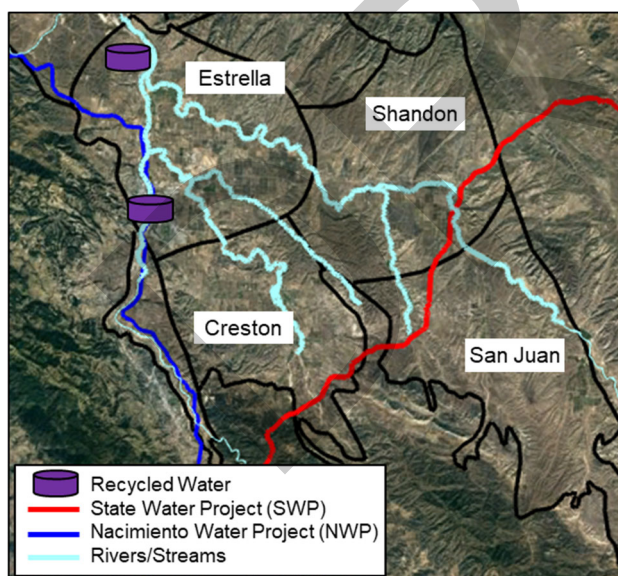 Estrella
Shandon
Creston
San Juan
Recycled Water
State Water Project (SWP)
Nacimiento Water Project (NWP)
Rivers/Streams